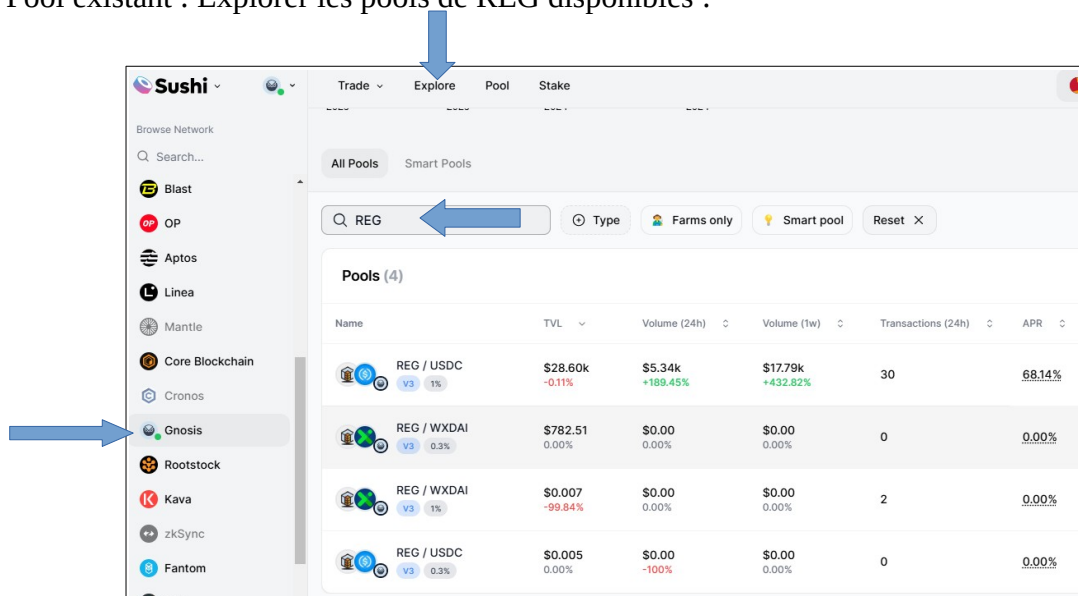 Pool existant : Explorer les pools de REG disponibles :
Sushi
Trade Explore Pool Stake
Browse Network
Search...
Blast
OP
Aptos
Linea
Mantle
Core Blockchain
Cronos
Gnosis
Rootstock
Kava
zkSync
Fantom
All Pools Smart Pools
REG Type Farms only Smart pool Reset X
Pools (4)
Name TVL Volume (24h) Volume (1w) Transactions (24h) APR
REG / USDC $28.60k $5.34k $17.79k 30 68.14%
V3 1% -0.11% +189.45% +432.82%
REG / WXDAI $782.51 $0.00 $0.00 0 0.00%
V3 0.3% 0.00% 0.00% 0.00%
REG / WXDAI $0.007 $0.00 $0.00 2 0.00%
V3 1% -99.84% 0.00% 0.00%
REG / USDC $0.005 $0.00 $0.00 0 0.00%
V3 0.3% 0.00% -100% 0.00%